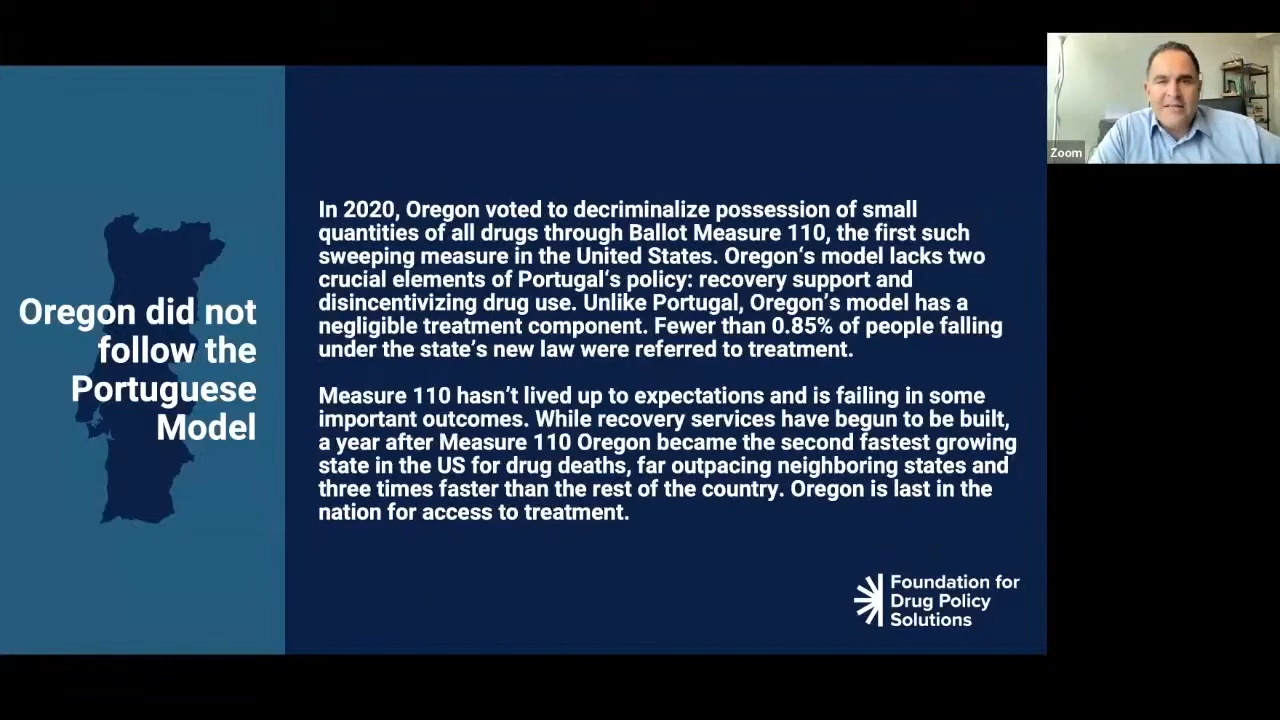 Oregon did not
follow the
Portuguese
Model
In 2020, Oregon voted to decriminalize possession of small
quantities of all drugs through Ballot Measure 110, the first such
sweeping measure in the United States. Oregon‘s model lacks two
crucial elements of Portugal‘s policy: recovery support and
disincentivizing drug use. Unlike Portugal, Oregon’s model has a
negligible treatment component. Fewer than 0.85% of people falling
under the state’s new law were referred to treatment.
Measure 110 hasn’t lived up to expectations and is failing in some
important outcomes. While recovery services have begun to be built,
a year after Measure 110 Oregon became the second fastest growing
state in the US for drug deaths, far outpacing neighboring states and
three times faster than the rest of the country. Oregon is last in the
nation for access to treatment.
Foundation for
Drug Policy
Solutions
Zoom